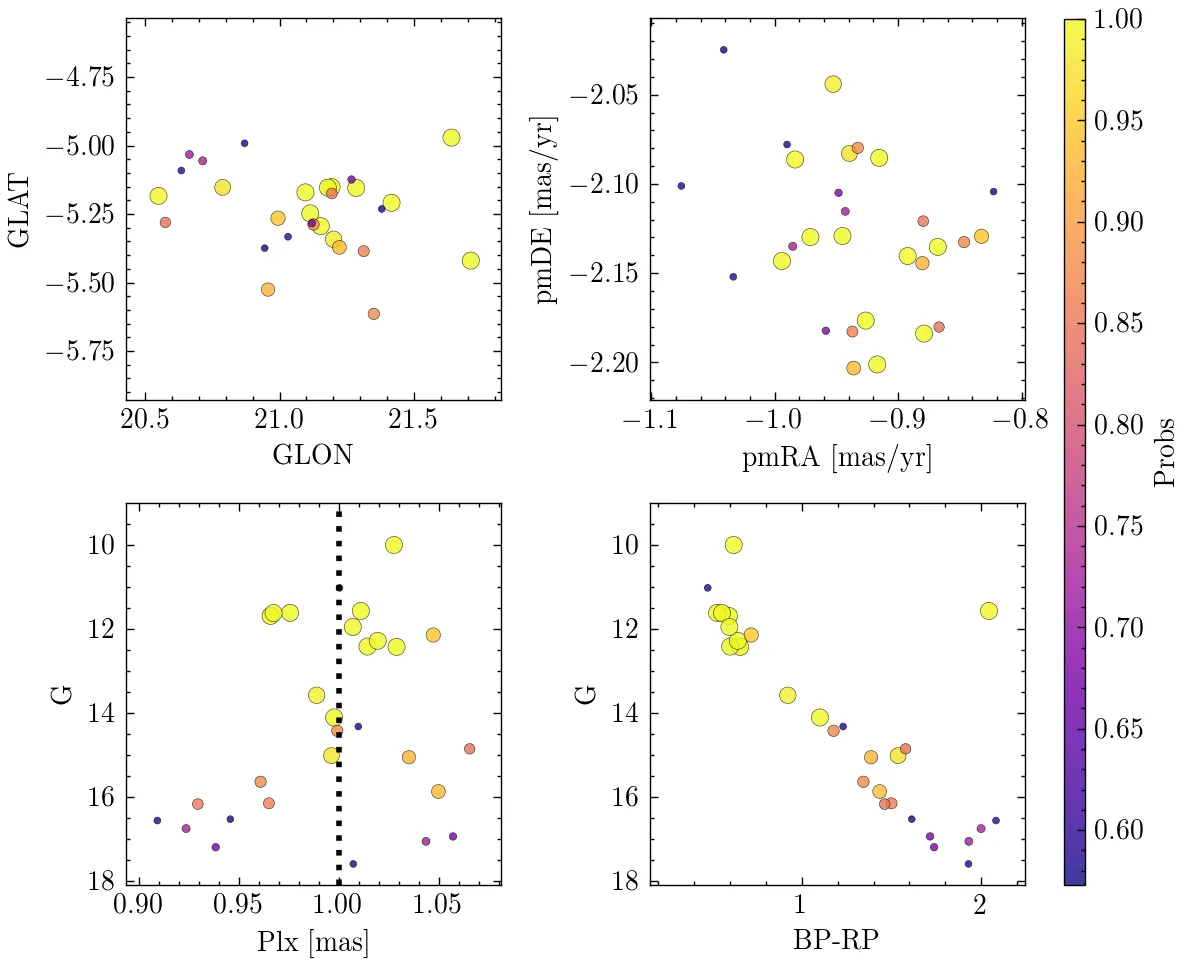 −4.75
−5.00
−5.25
−5.50
−5.75
GLAT
20.5 21.0 21.5
GLON
−2.05
−2.10
−2.15
−2.20
pmDE [mas/yr]
−1.1 −1.0 −0.9 −0.8
pmRA [mas/yr]
10
12
14
16
18
G
0.90 0.95 1.00 1.05
Plx [mas]
10
12
14
16
18
G
1 2
BP-RP
1.00
0.95
0.90
0.85
0.80
0.75
0.70
0.65
0.60
Probs